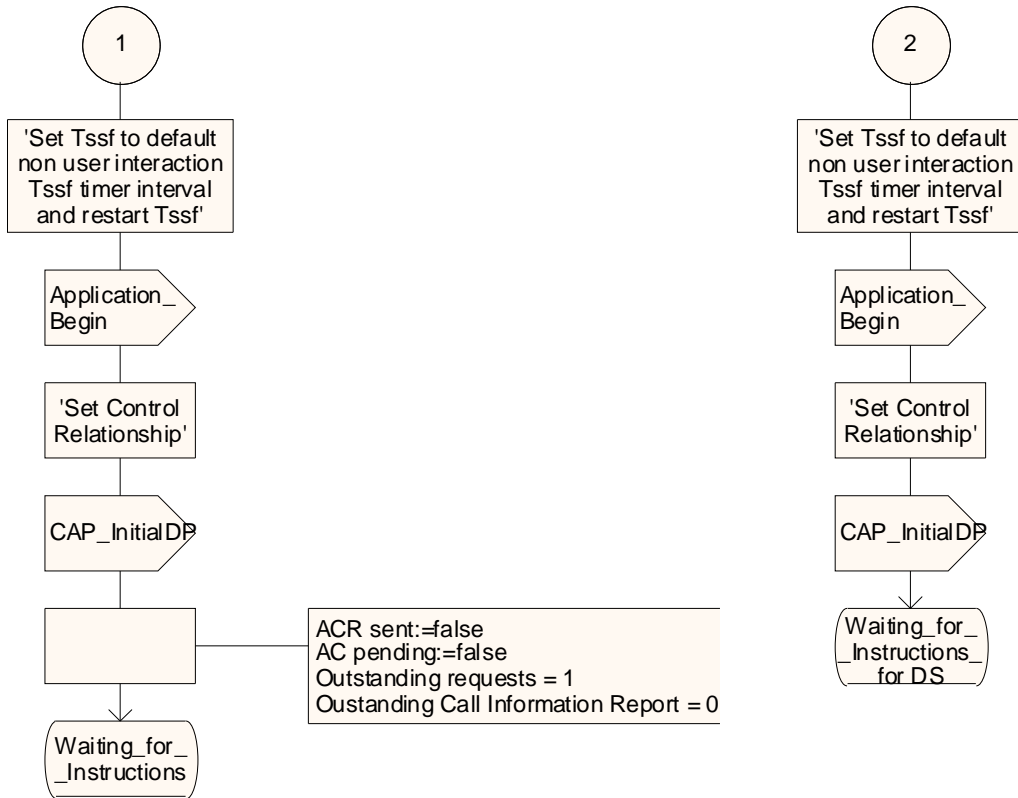 1
'Set Tssf to default
non user interaction
Tssf timer interval
and restart Tssf'
Application_
Begin
'Set Control
Relationship'
CAP_InitialDP
ACR sent:=false
AC pending:=false
Outstanding requests = 1
Oustanding Call Information Report = 0
Waiting_for_
_Instructions
2
'Set Tssf to default
non user interaction
Tssf timer interval
and restart Tssf'
Application_
Begin
'Set Control
Relationship'
CAP_InitialDP
Waiting_for_
_Instructions_
for DS